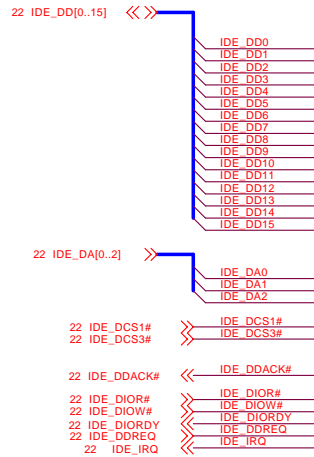 22 IDE_DD[0..15]
IDE_DD0
IDE_DD1
IDE_DD2
IDE_DD3
IDE_DD4
IDE_DD5
IDE_DD6
IDE_DD7
IDE_DD8
IDE_DD9
IDE_DD10
IDE_DD11
IDE_DD12
IDE_DD13
IDE_DD14
IDE_DD15
22 IDE_DA[0..2]
IDE_DA0
IDE_DA1
IDE_DA2
22 IDE_DCS1# IDE_DCS1#
22 IDE_DCS3# IDE_DCS3#
22 IDE_DDACK# IDE_DDACK#
22 IDE_DIOR# IDE_DIOR#
22 IDE_DIOW# IDE_DIOW#
22 IDE_DIORDY IDE_DIORDY
22 IDE_DDREQ IDE_DDREQ
22 IDE_IRQ IDE_IRQ